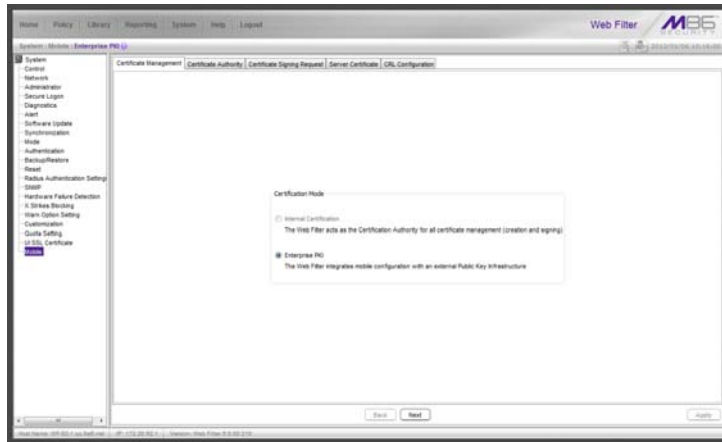 Home Policy Library Reporting System Help Logout
Web Filter
M86
SECURITY
System : Mobile : Enterprise PKI
System
Control
Network
Administrator
Secure Logon
Diagnostics
Alert
Software Update
Synchronization
Mode
Authentication
Backup/Restore
Reset
Radius Authentication Settings
SNMP
Hardware Failure Detection
X Strikes Blocking
Warn Option Setting
Customization
Quota Setting
UI SSL Certificate
Mobile
Certificate Management Certificate Authority Certificate Signing Request Server Certificate CRL Configuration
Certification Mode
Internal Certification
The Web Filter acts as the Certification Authority for all certificate management (creation and signing)
Enterprise PKI
The Web Filter integrates mobile configuration with an external Public Key Infrastructure
Back Next Apply